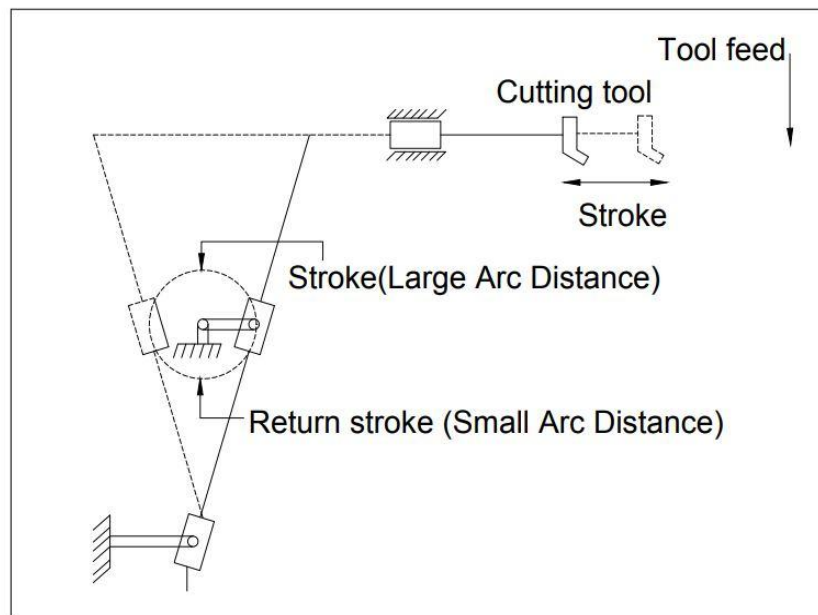 Tool feed
Cutting tool
Stroke
Stroke(Large Arc Distance)
Return stroke (Small Arc Distance)